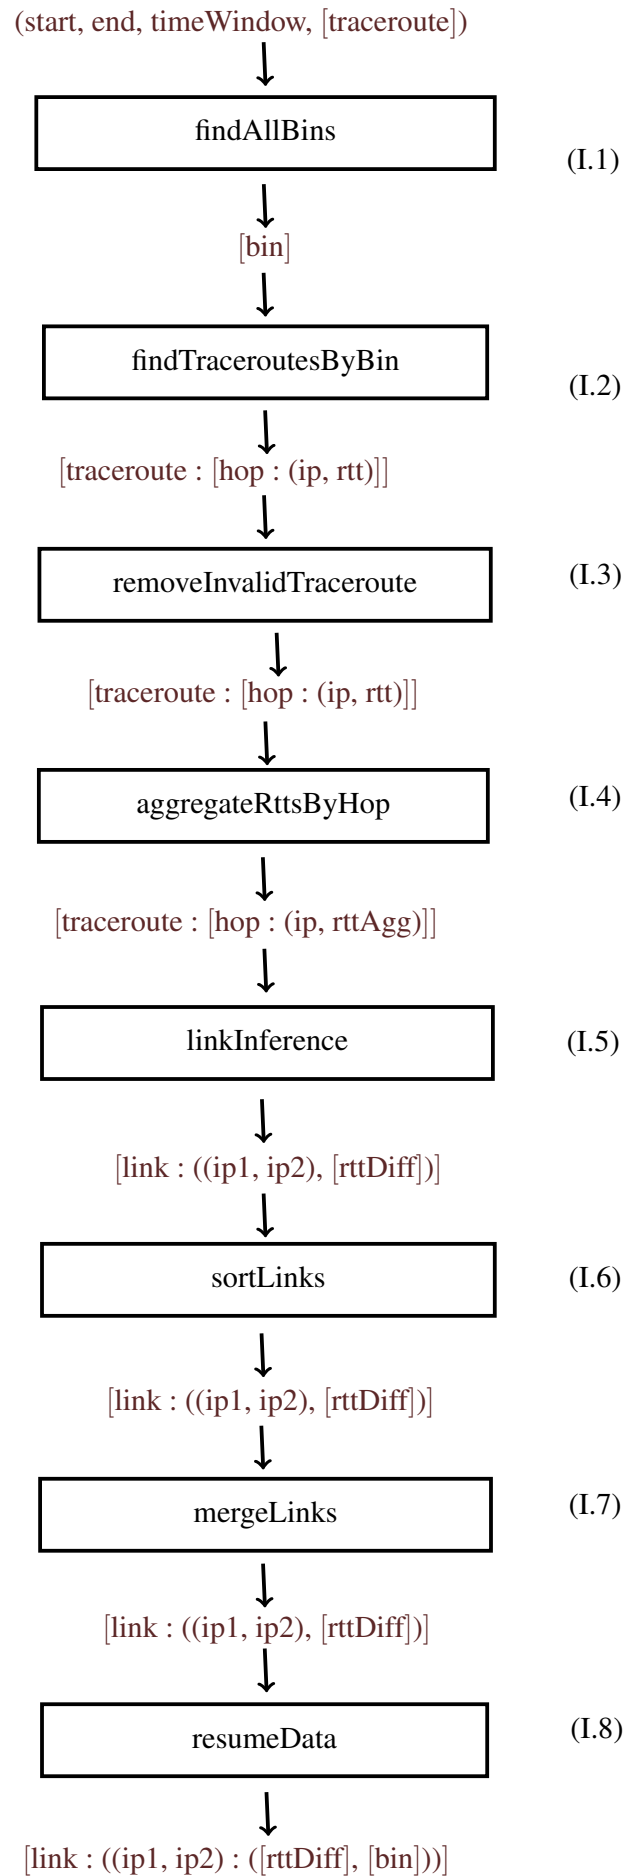 (start, end, timeWindow, [traceroute])
findAllBins
(I.1)
[bin]
findTraceroutesByBin
(I.2)
[traceroute : [hop : (ip, rtt)]]
removeInvalidTraceroute
(I.3)
[traceroute : [hop : (ip, rtt)]]
aggregateRttsByHop
(I.4)
[traceroute : [hop : (ip, rttAgg)]]
linkInference
(I.5)
[link : ((ip1, ip2), [rttDiff])]
sortLinks
(I.6)
[link : ((ip1, ip2), [rttDiff])]
mergeLinks
(I.7)
[link : ((ip1, ip2), [rttDiff])]
resumeData
(I.8)
[link : ((ip1, ip2) : ([rttDiff], [bin]))]